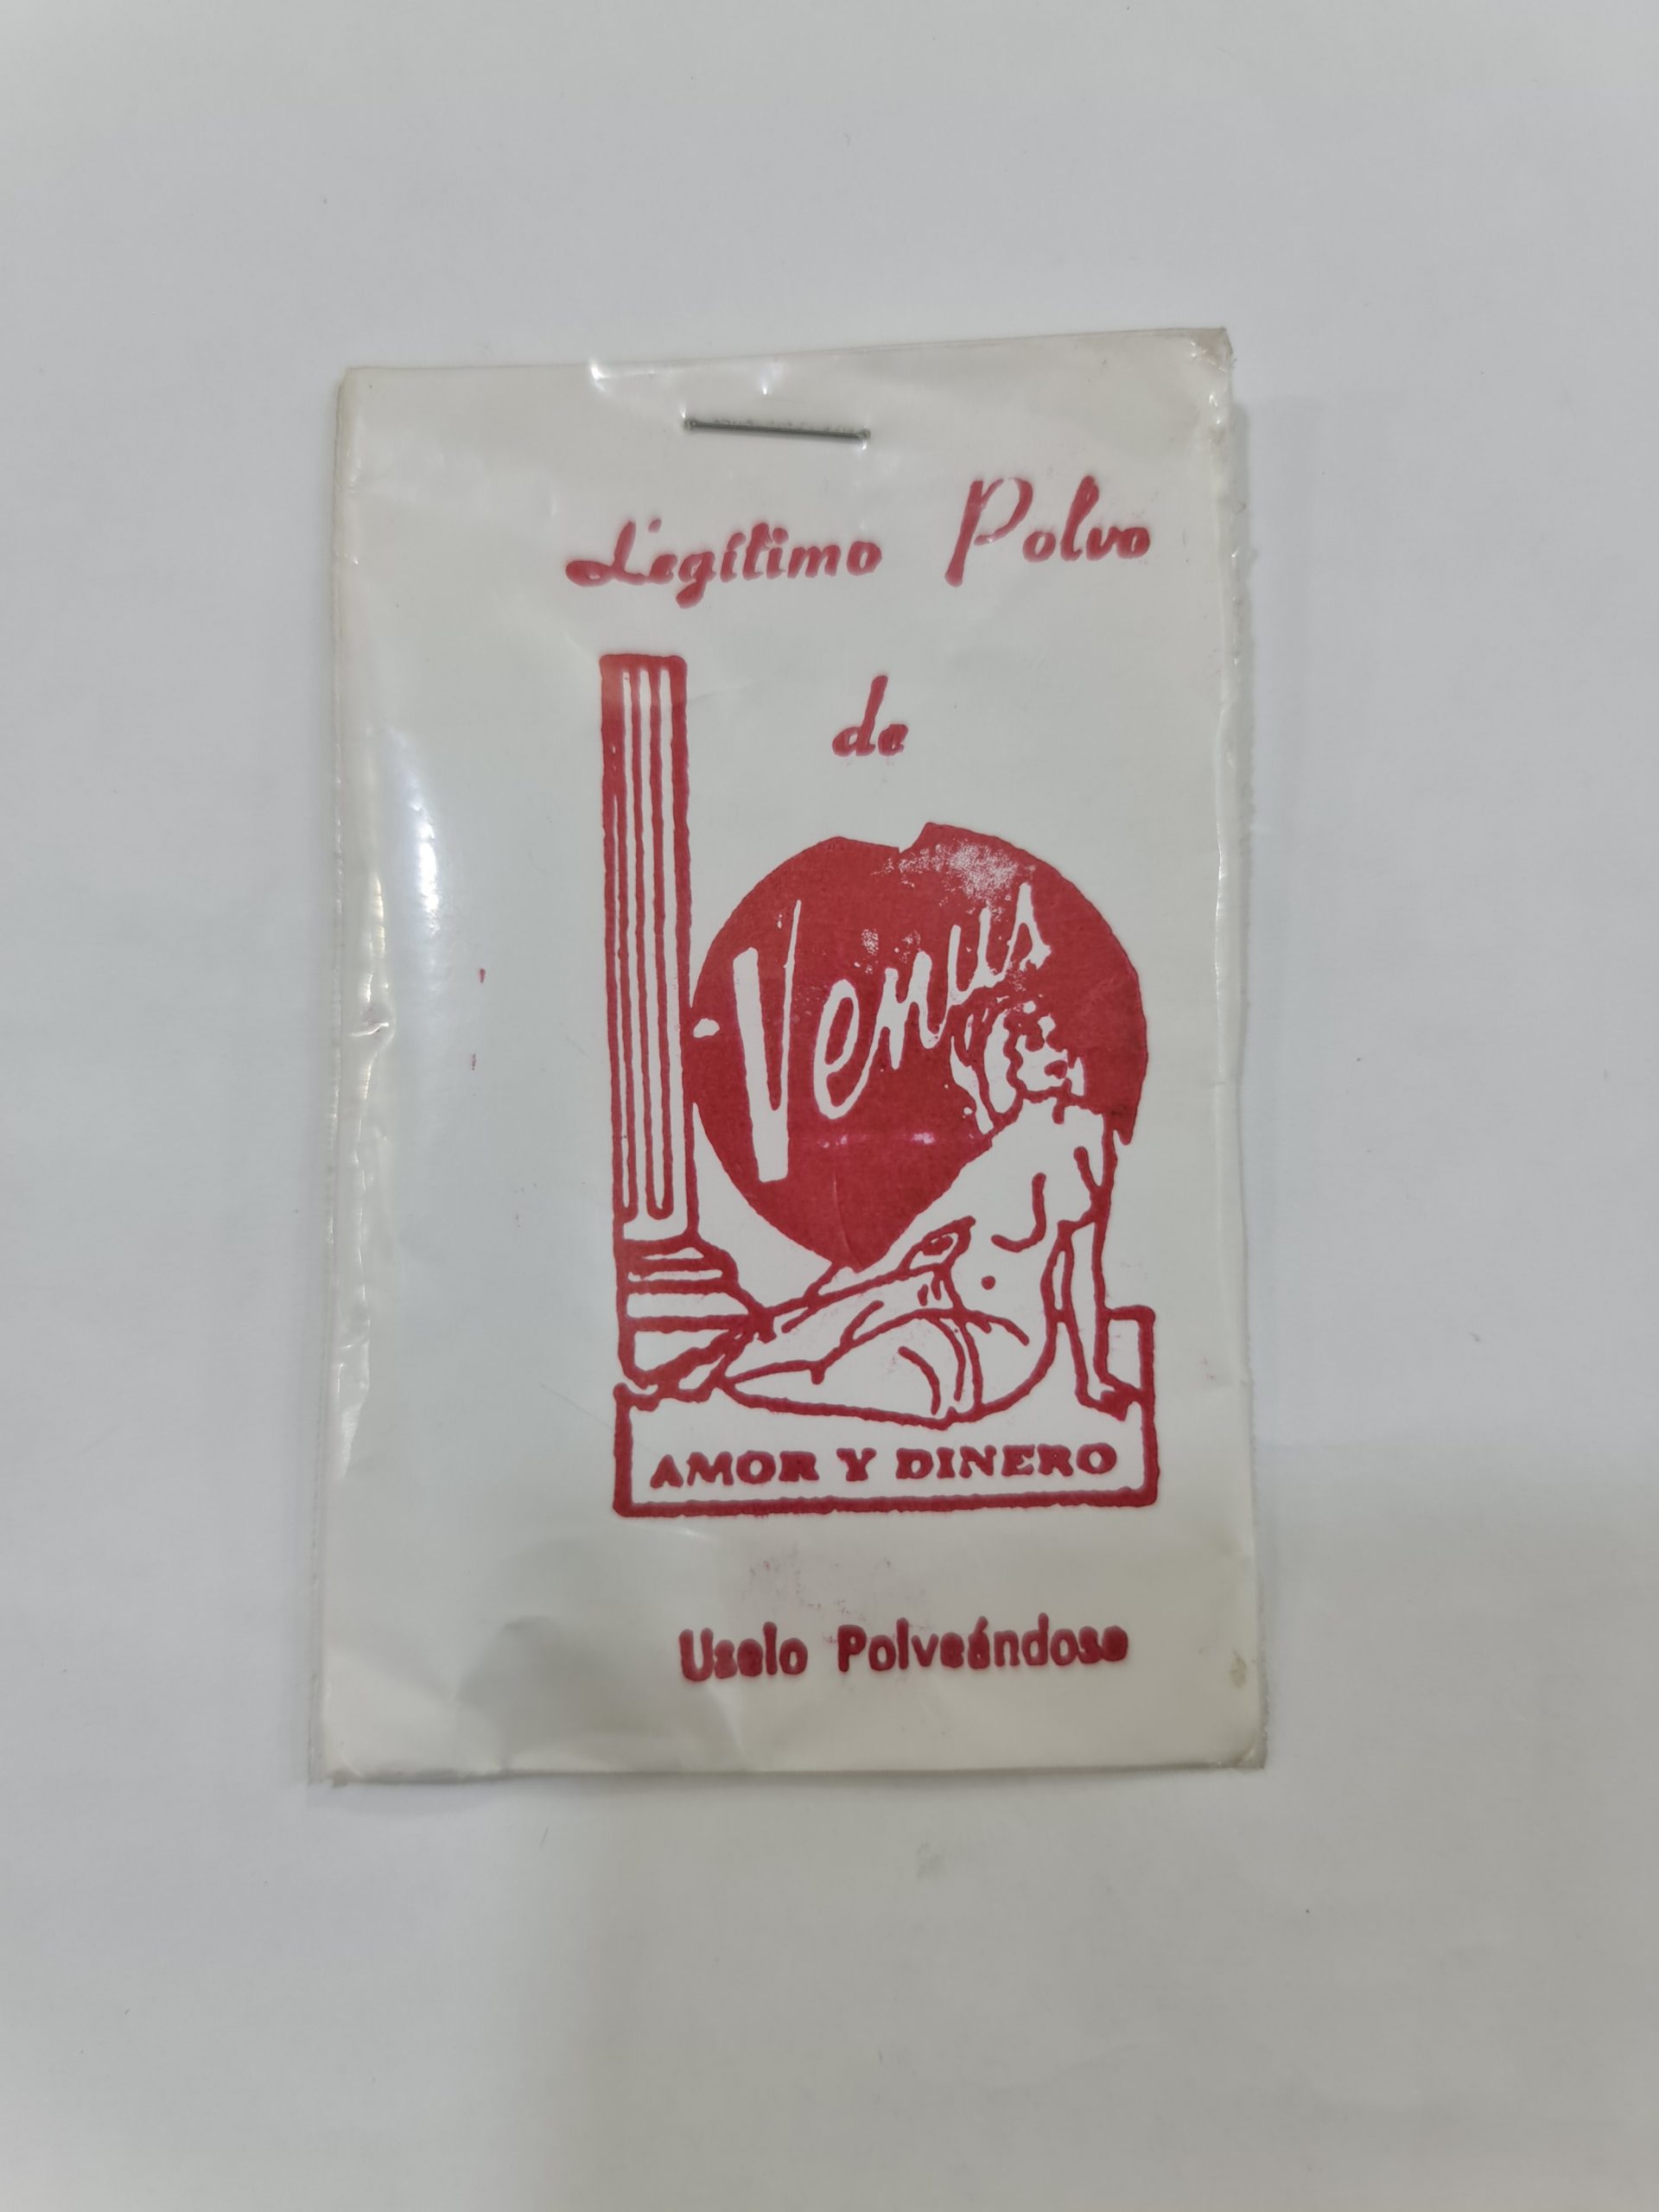 Legítimo Polvo
de
Venus
AMOR Y DINERO
Uselo Polveándose